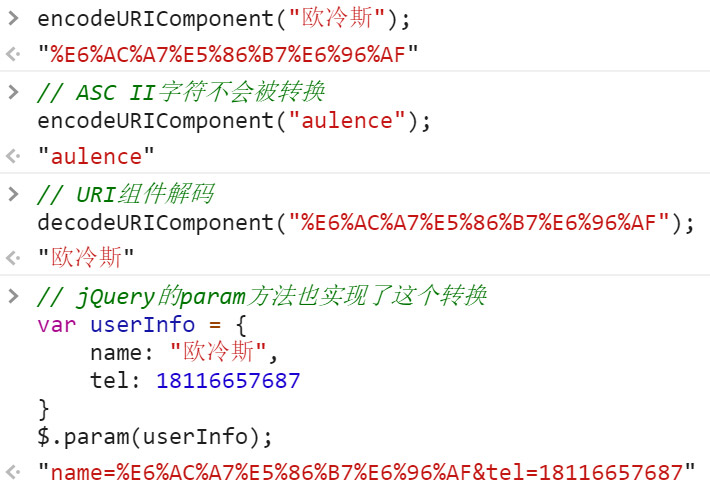 encodeURIComponent("欧冷斯");
"%E6%AC%A7%E5%86%B7%E6%96%AF"
// ASC II字符不会被转换
encodeURIComponent("aulence");
"aulence"
// URI组件解码
decodeURIComponent("%E6%AC%A7%E5%86%B7%E6%96%AF");
"欧冷斯"
// jQuery的param方法也实现了这个转换
var userInfo = {
    name: "欧冷斯",
    tel: 18116657687
}
$.param(userInfo);
"name=%E6%AC%A7%E5%86%B7%E6%96%AF&tel=18116657687"